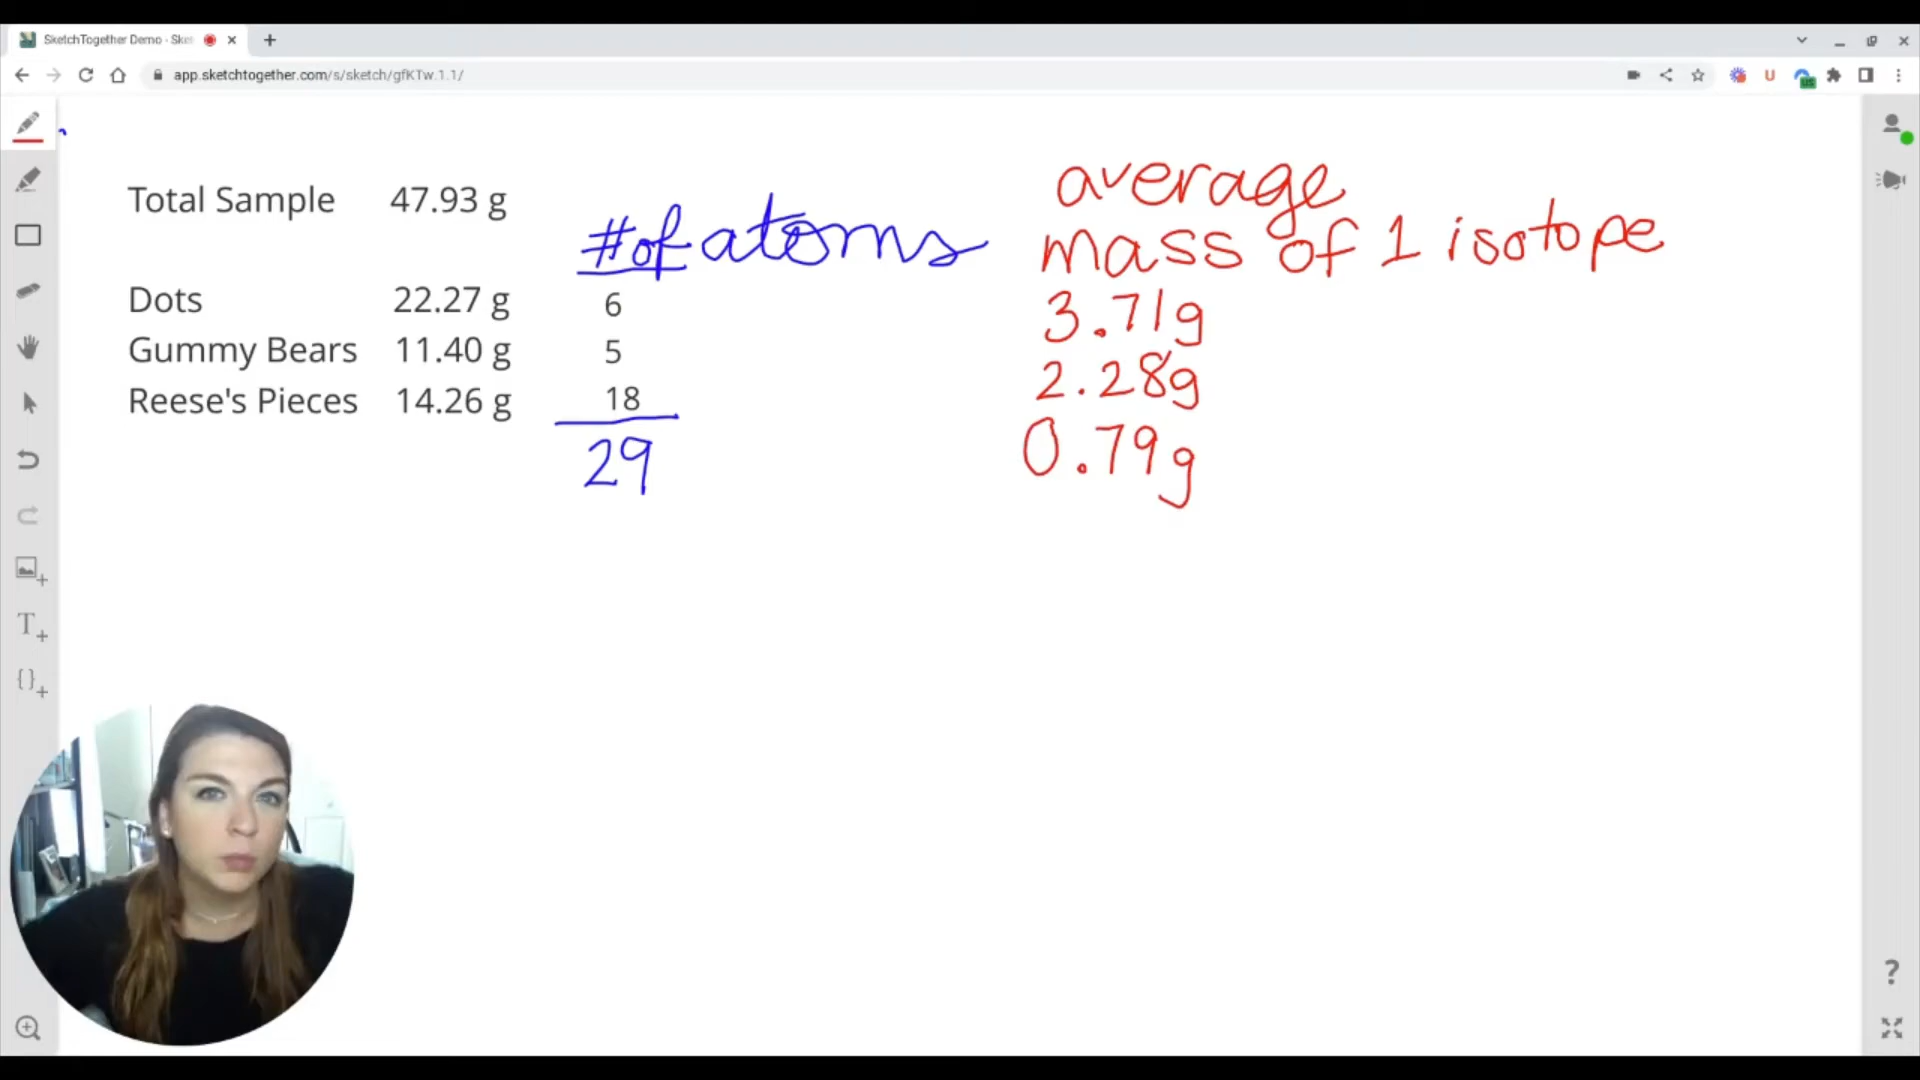 SketchTogether Demo - Ske
app.sketchtogether.com/s/sketch/gfKTw.1.1/
U
Total Sample 47.93 g
# of atoms
average
mass of 1 isotope
Dots 22.27 g 6 3.71g
Gummy Bears 11.40 g 5 2.28g
Reese's Pieces 14.26 g 18 0.79g
29
T+
{}+
?